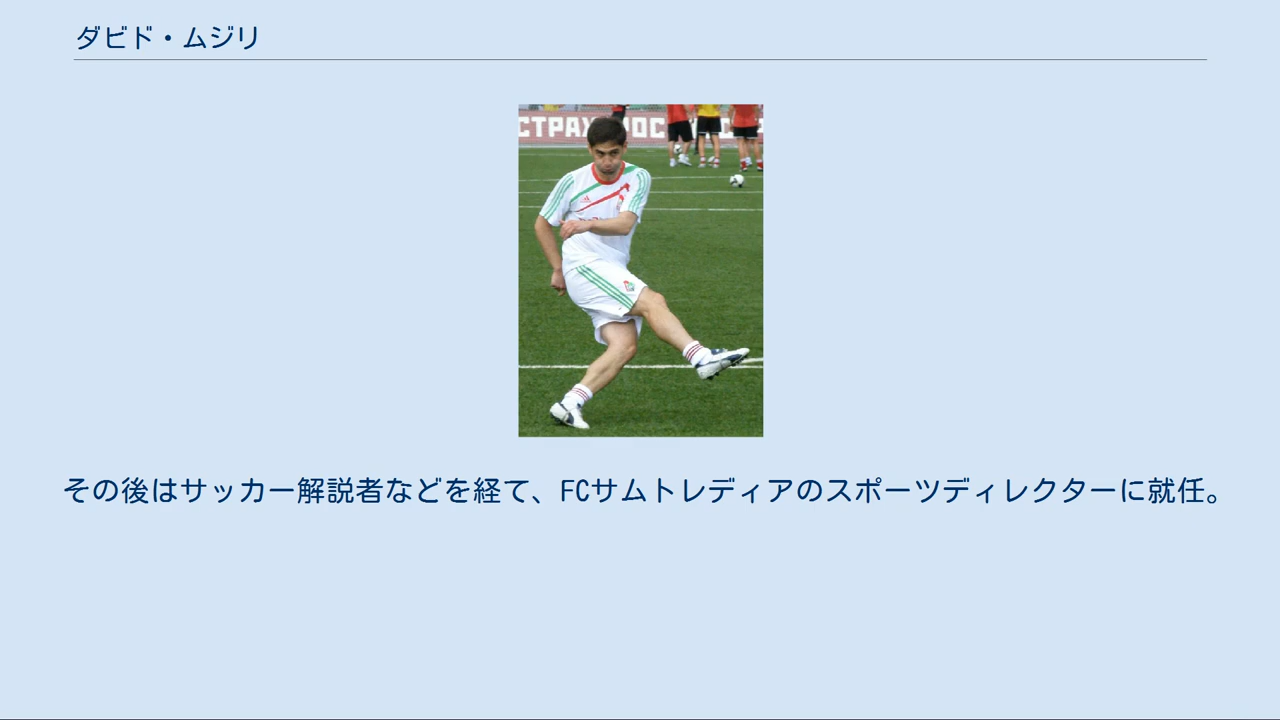 ダビド・ムジリ
СТРАХ
ОС
その後はサッカー解説者などを経て、FCサムトレディアのスポーツディレクターに就任。